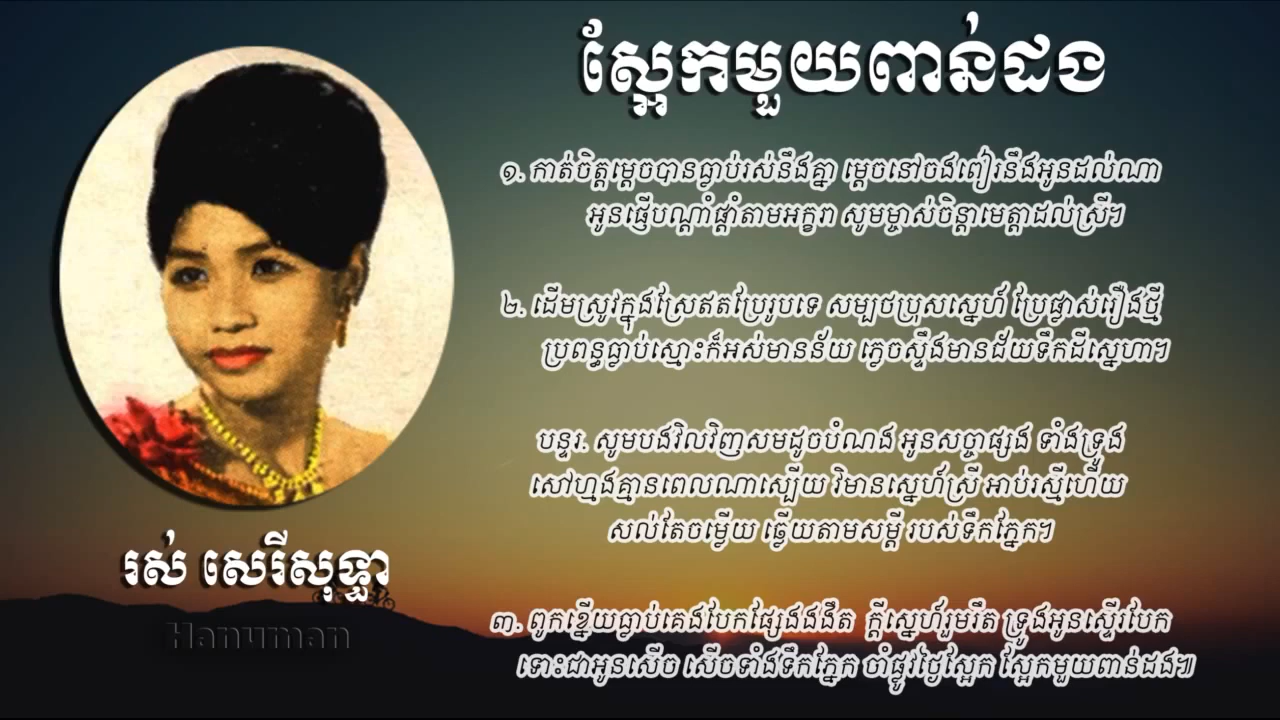 ស្អែកមួយពាន់ដង
១. កាត់ចិត្តម្ដេចបានធ្លាប់រស់នឹងគ្នា ម្ដេចនៅចងពៀរនឹងអូនដល់ណា
អូនផ្ញើបណ្ដាំផ្ដាំតាមអក្ខរា សូមម្ចាស់ចិន្ដាមេត្តាដល់ស្រី។
២. ដើមស្រូវក្នុងស្រែឥតប្រែរូបទេ សម្បថប្រុសស្នេហ៍ ប្រែផ្លាស់រឿងថ្មី
ប្រពន្ធធ្លាប់ស្មោះក៏អស់មានន័យ ភ្លេចស្ទឹងមានជ័យទឹកដីស្នេហា។
បន្ទរ. សូមបងវិលវិញសមដូចបំណង អូនសច្ចាផ្សង ទាំងទ្រូង
សៅហ្មងគ្មានពេលណាស្បើយ វិមានស្នេហ៍ស្រី អាប់រស្មីហើយ
សល់តែចម្លើយ ឆ្លើយតាមសម្ដី របស់ទឹកភ្នែក។
៣. ពូកខ្នើយធ្លាប់គេងបែកផ្សែងងងឹត ក្ដីស្នេហ៍រួមរឹត ទ្រូងអូនស្ទើរបែក
ទោះជាអូនសើច សើចទាំងទឹកភ្នែក ចាំផ្លូវថ្ងៃស្អែក ស្អែកមួយពាន់ដង៕
រស់ សេរីសុទ្ធា
Hanuman